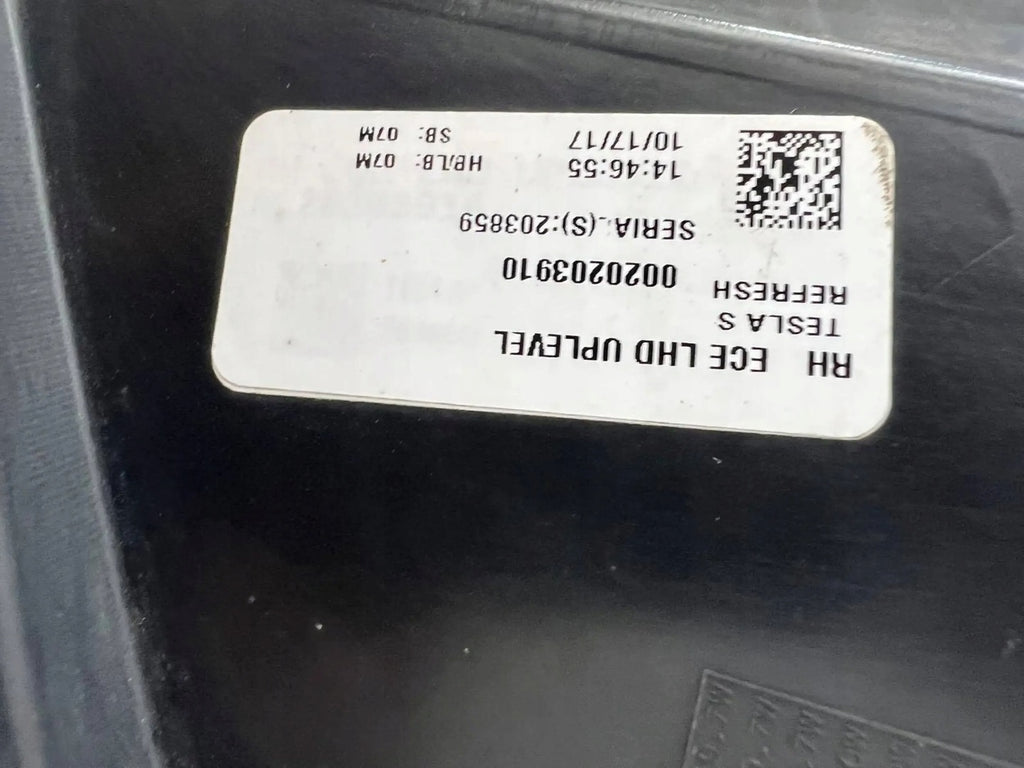 RH ECE LHD UPLEVEL
TESLA S
REFRESH 0020203910
SERIAL(S):203859
14:46:55 HB/LB: 07M
10/17/17 SB: 07M